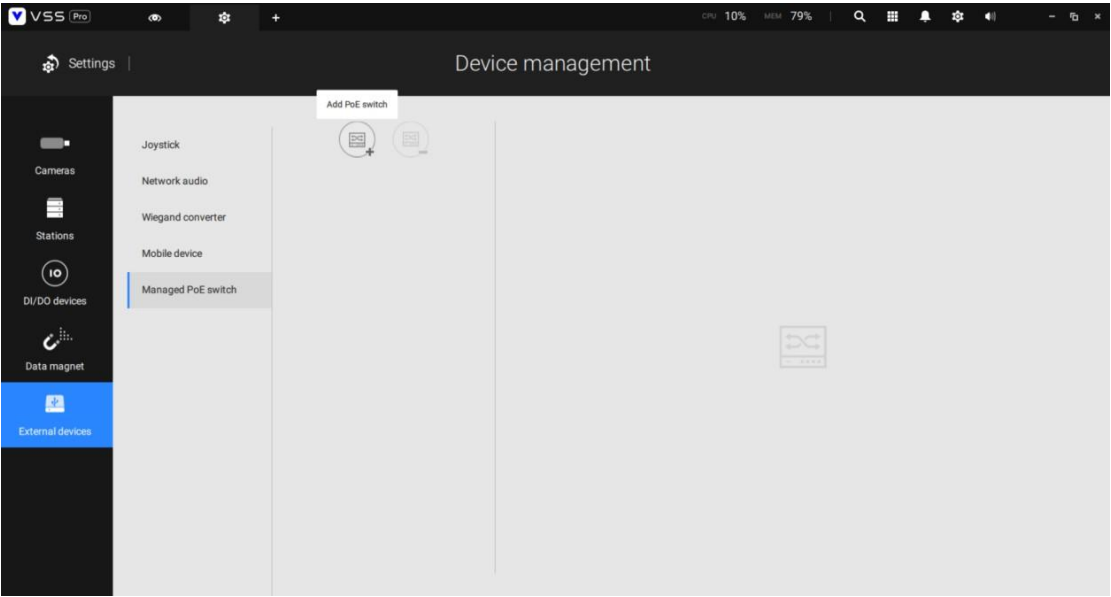 VSS Pro
CPU 10% MEM 79%
Settings
Device management
Add PoE switch
Cameras
Stations
IO
DI/DO devices
Data magnet
External devices
Joystick
Network audio
Wiegand converter
Mobile device
Managed PoE switch